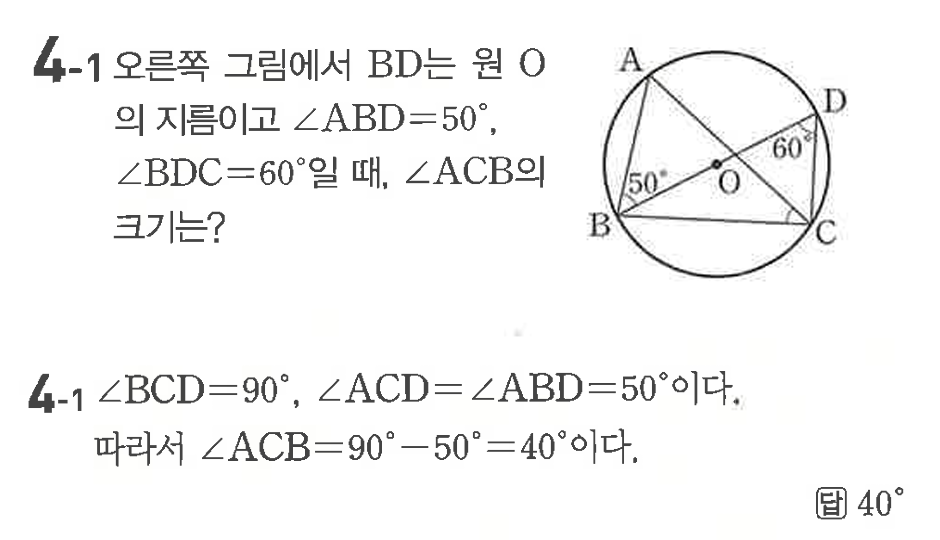 4-1 오른쪽 그림에서 BD는 원 O
의 지름이고 ∠ABD=50°,
∠BDC=60°일 때, ∠ACB의
크기는?
A
D
60°
50°
O
B
C
4-1 ∠BCD=90°, ∠ACD=∠ABD=50°이다.
따라서 ∠ACB=90°-50°=40°이다.
답 40°